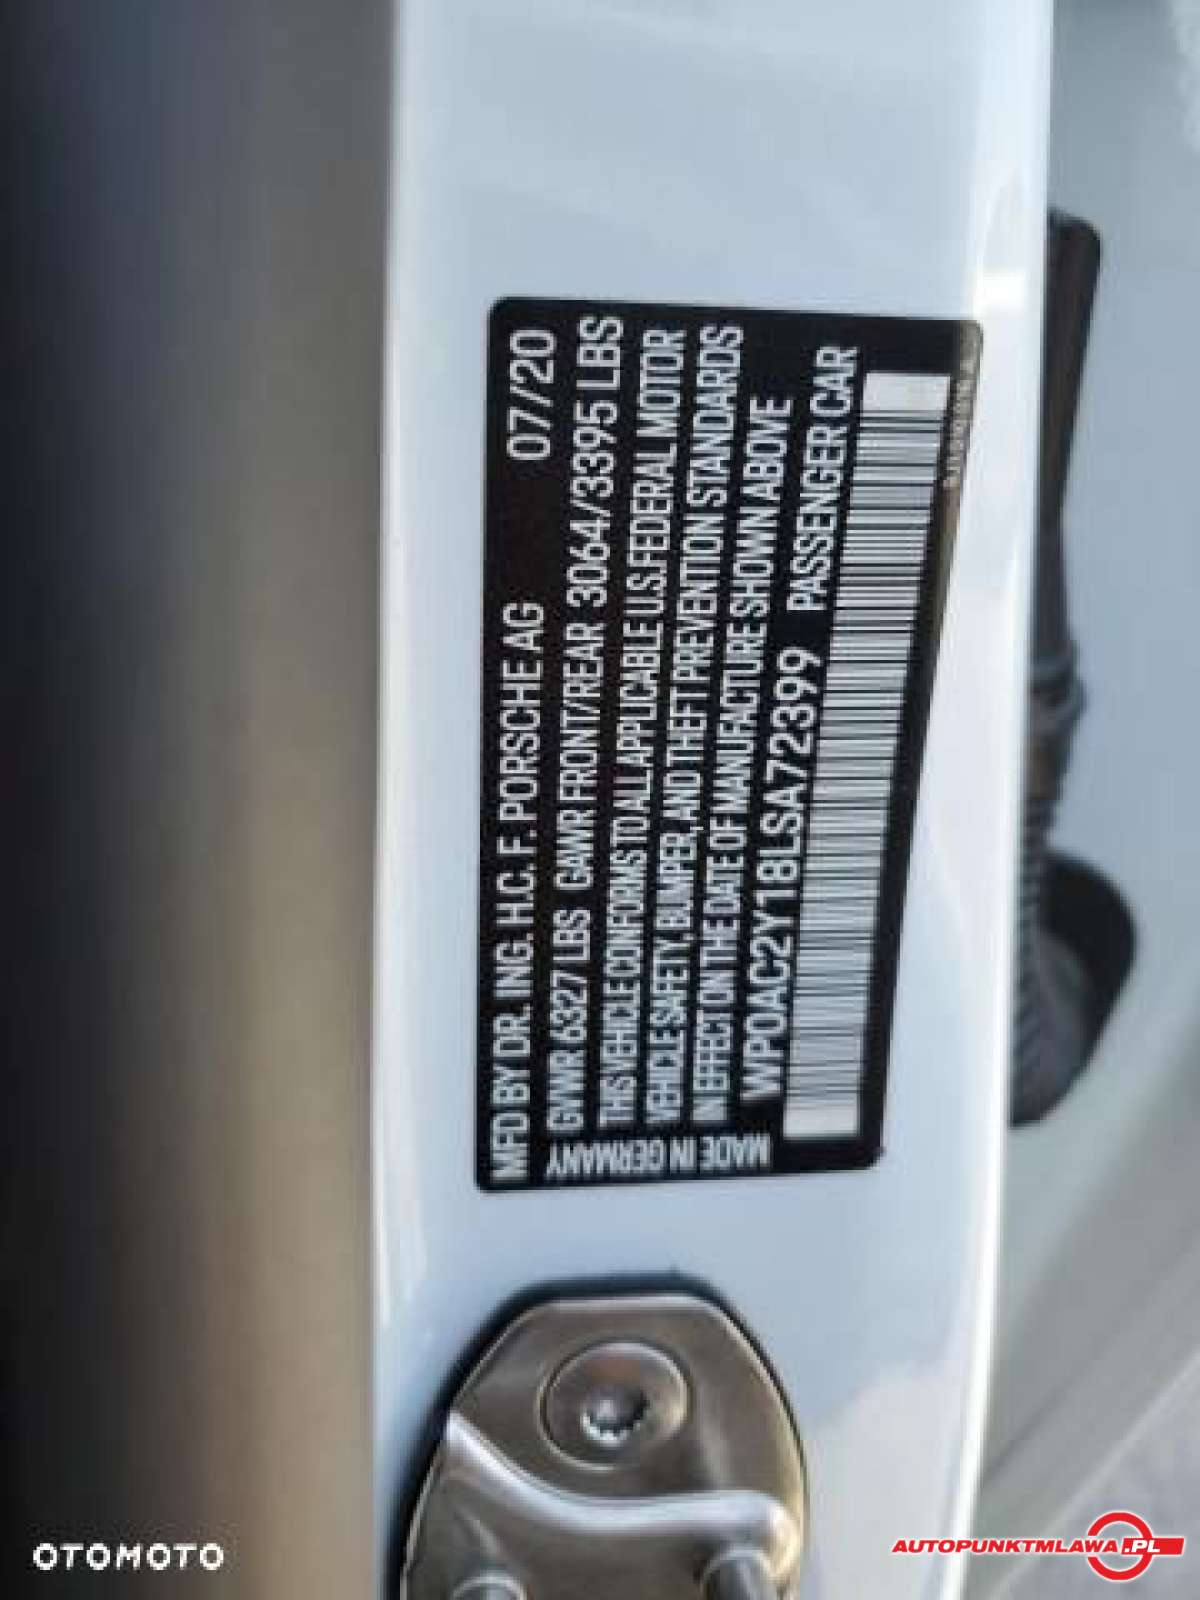 MFD BY DR. ING. H.C. F. PORSCHE AG 07/20
GVWR 6327 LBS GAWR FRONT/REAR 3064/3395 LBS
THIS VEHICLE CONFORMS TO ALL APPLICABLE U.S.FEDERAL MOTOR
VEHICLE SAFETY, BUMPER, AND THEFT PREVENTION STANDARDS
IN EFFECT ON THE DATE OF MANUFACTURE SHOWN ABOVE
WP0AC2Y18LSA72399 PASSENGER CAR
MADE IN GERMANY
OTOMOTO
AUTOPUNKTMLAWA.PL